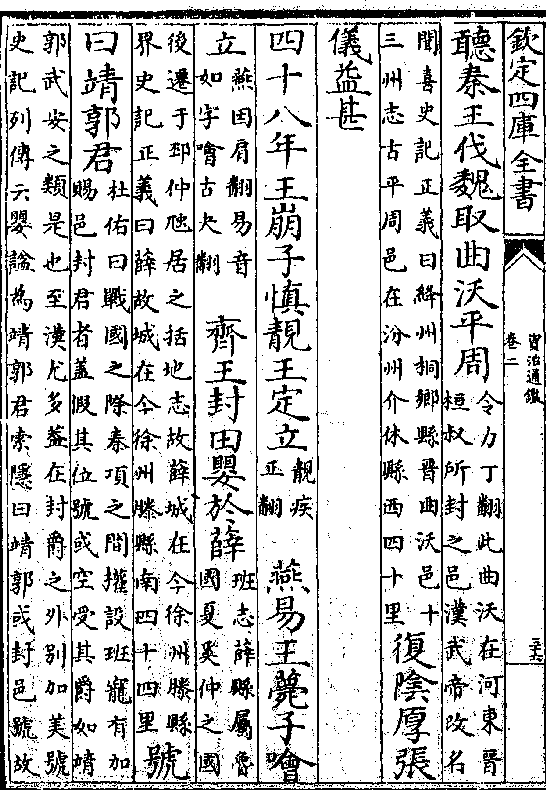 欽定四庫全書
資治通鑑
卷二
聽秦王伐魏取曲沃平周
令力丁翻此曲沃在河東晉
桓叔所封之邑漢武帝改名
聞喜史記正義曰絳州桐鄉縣晉曲沃邑十
三州志古平周邑在汾州介休縣西四十里
復陰厚張
儀益甚
四十八年王崩子慎靚王定立
靚疾
正翻
燕易王薨子噲
立
燕因肩翻易音
如字噲古夬翻
齊王封田嬰於薛
班志薛縣屬魯
國夏奚仲之國
後遷于邳仲虺居之括地志故薛城在今徐州滕縣
界史記正義曰薛故城在今徐州滕縣南四十四里
號
曰靖郭君
杜佑曰戰國之際秦項之間權設班寵有加
賜邑封君者蓋假其位號或空受其爵如靖
郭武安之類是也至漢尤多蓋在封爵之外別加美號
史記列傳云嬰諡為靖郭君索隱曰靖郭或封邑號故